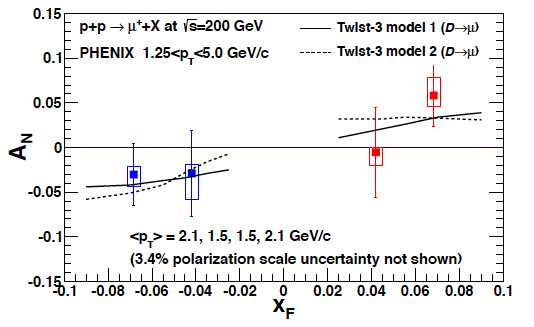 p+p → μ⁺+X at √s=200 GeV
PHENIX 1.25<p_T<5.0 GeV/c
Twist-3 model 1 (D→μ)
Twist-3 model 2 (D→μ)
0.15
0.1
0.05
0
-0.05
-0.1
-0.15
A_N
<p_T> = 2.1, 1.5, 1.5, 2.1 GeV/c
(3.4% polarization scale uncertainty not shown)
-0.1 -0.08 -0.06 -0.04 -0.02 0 0.02 0.04 0.06 0.08 0.1
x_F